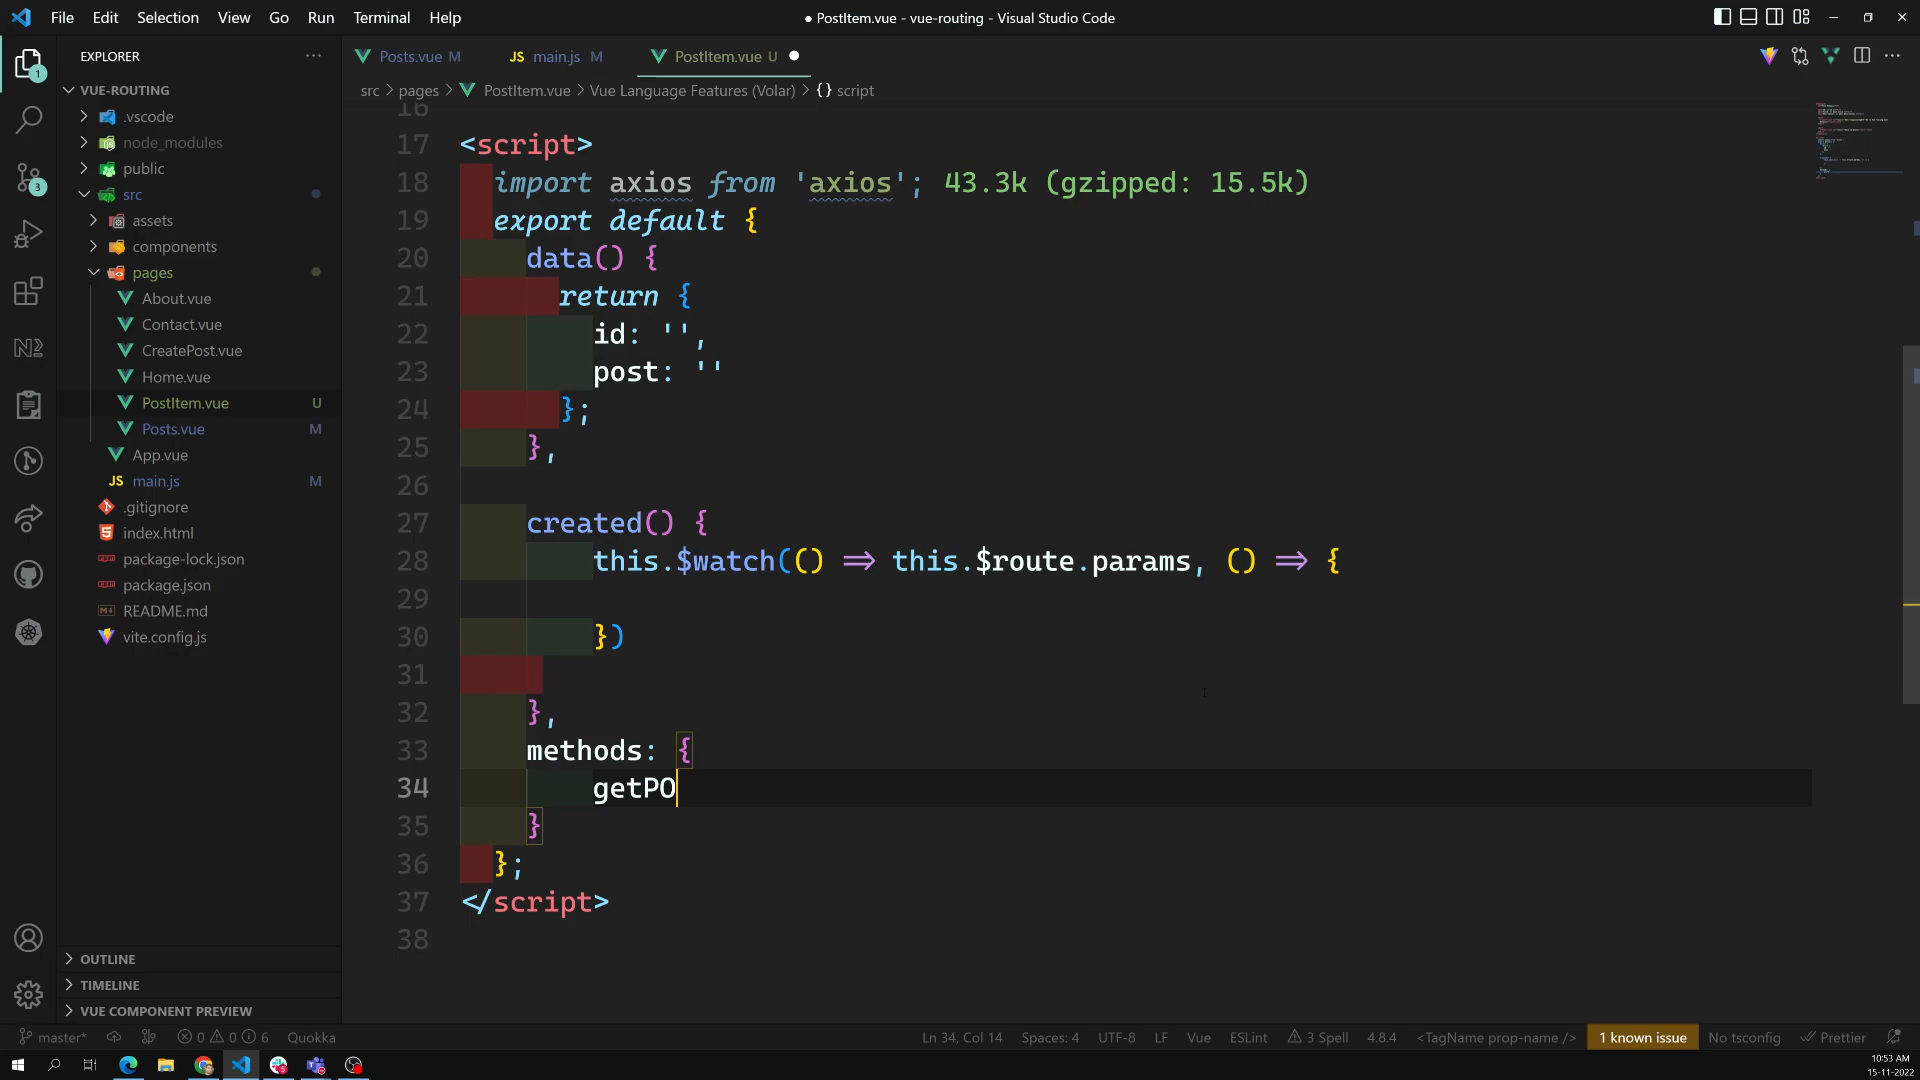 File Edit Selection View Go Run Terminal Help
● PostItem.vue - vue-routing - Visual Studio Code
EXPLORER
VUE-ROUTING
.vscode
node_modules
public
src
assets
components
pages
About.vue
Contact.vue
CreatePost.vue
Home.vue
PostItem.vue U
Posts.vue M
App.vue
main.js M
.gitignore
index.html
package-lock.json
package.json
README.md
vite.config.js
OUTLINE
TIMELINE
VUE COMPONENT PREVIEW
1
3
Posts.vue M
JS main.js M
PostItem.vue U ●
src > pages > PostItem.vue > Vue Language Features (Volar) > {} script
16
17 <script>
18 import axios from 'axios'; 43.3k (gzipped: 15.5k)
19 export default {
20 data() {
21 return {
22 id: '',
23 post: ''
24 };
25 },
26
27 created() {
28 this.$watch(() => this.$route.params, () => {
29
30 })
31
32 },
33 methods: {
34 getPO
35 }
36 };
37 </script>
38
master* 0 0 6 Quokka
Ln 34, Col 14 Spaces: 4 UTF-8 LF Vue ESLint 3 Spell 4.8.4 <TagName prop-name /> 1 known issue No tsconfig Prettier
10:53 AM
15-11-2022